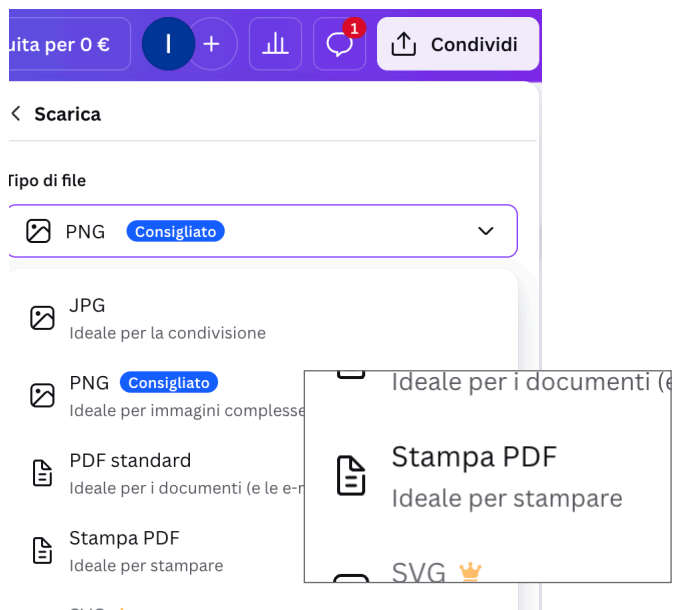 uita per 0 €
I
+
1
Condividi
Scarica
Tipo di file
PNG Consigliato
JPG
Ideale per la condivisione
PNG Consigliato
Ideale per immagini complesse
PDF standard
Ideale per i documenti (e le e-
Stampa PDF
Ideale per stampare
Ideale per i documenti (e
Stampa PDF
Ideale per stampare
SVG